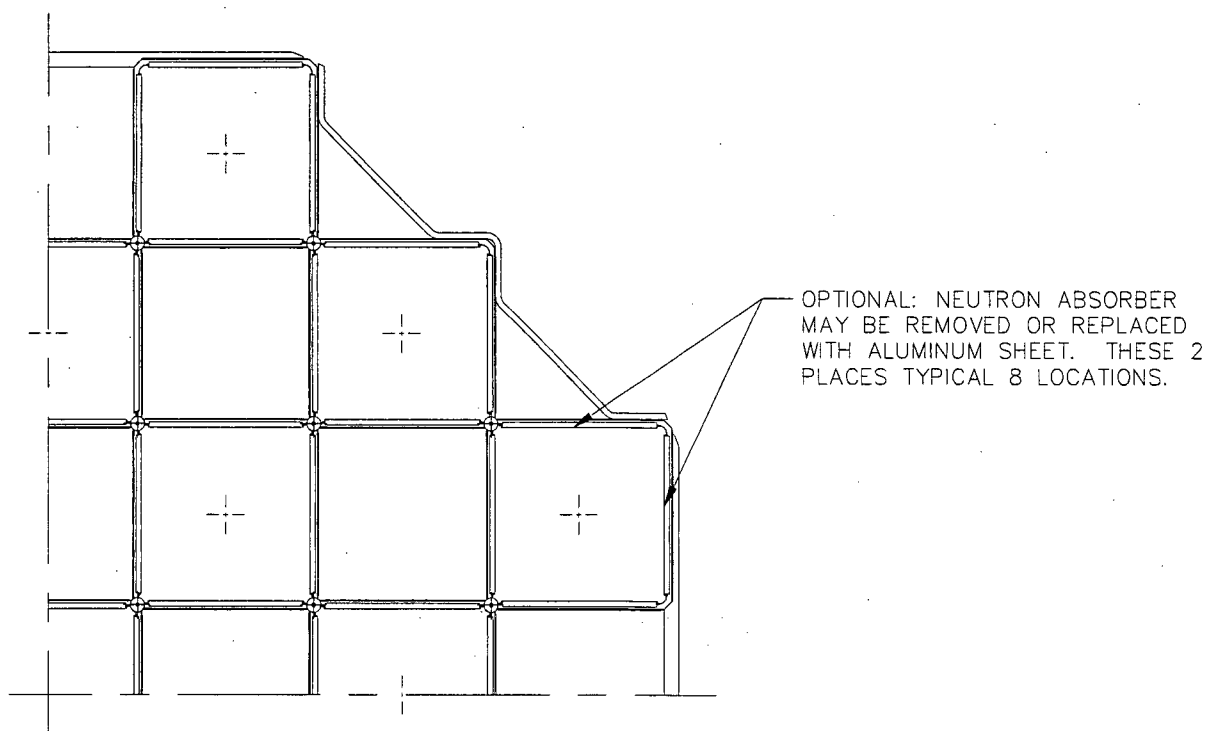 OPTIONAL: NEUTRON ABSORBER
MAY BE REMOVED OR REPLACED
WITH ALUMINUM SHEET. THESE 2
PLACES TYPICAL 8 LOCATIONS.